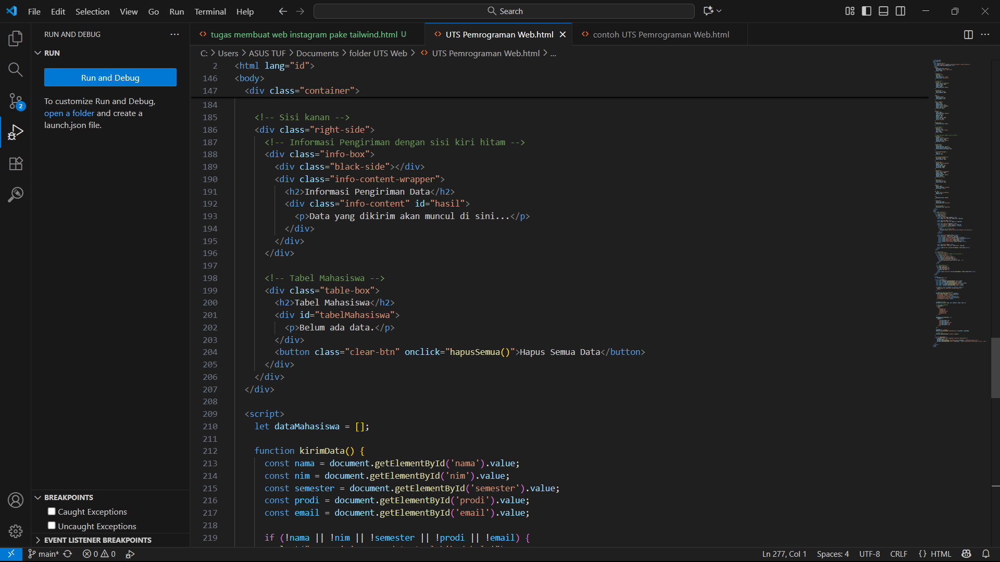 File Edit Selection View Go Run Terminal Help Search
RUN AND DEBUG
RUN
Run and Debug
To customize Run and Debug,
open a folder and create a
launch.json file.
BREAKPOINTS
Caught Exceptions
Uncaught Exceptions
EVENT LISTENER BREAKPOINTS
2
tugas membuat web instagram pake tailwind.html U UTS Pemrograman Web.html contoh UTS Pemrograman Web.html
C: > Users > ASUS TUF > Documents > folder UTS Web > UTS Pemrograman Web.html > ...
2 <html lang="id">
146 <body>
147 <div class="container">
184
185 <!-- Sisi kanan -->
186 <div class="right-side">
187 <!-- Informasi Pengiriman dengan sisi kiri hitam -->
188 <div class="info-box">
189 <div class="black-side"></div>
190 <div class="info-content-wrapper">
191 <h2>Informasi Pengiriman Data</h2>
192 <div class="info-content" id="hasil">
193 <p>Data yang dikirim akan muncul di sini...</p>
194 </div>
195 </div>
196 </div>
197
198 <!-- Tabel Mahasiswa -->
199 <div class="table-box">
200 <h2>Tabel Mahasiswa</h2>
201 <div id="tabelMahasiswa">
202 <p>Belum ada data.</p>
203 </div>
204 <button class="clear-btn" onclick="hapusSemua()">Hapus Semua Data</button>
205 </div>
206 </div>
207 </div>
208
209 <script>
210 let dataMahasiswa = [];
211
212 function kirimData() {
213 const nama = document.getElementById('nama').value;
214 const nim = document.getElementById('nim').value;
215 const semester = document.getElementById('semester').value;
216 const prodi = document.getElementById('prodi').value;
217 const email = document.getElementById('email').value;
218
219 if (!nama || !nim || !semester || !prodi || !email) {
main* 0 0 Ln 277, Col 1 Spaces: 4 UTF-8 CRLF {} HTML